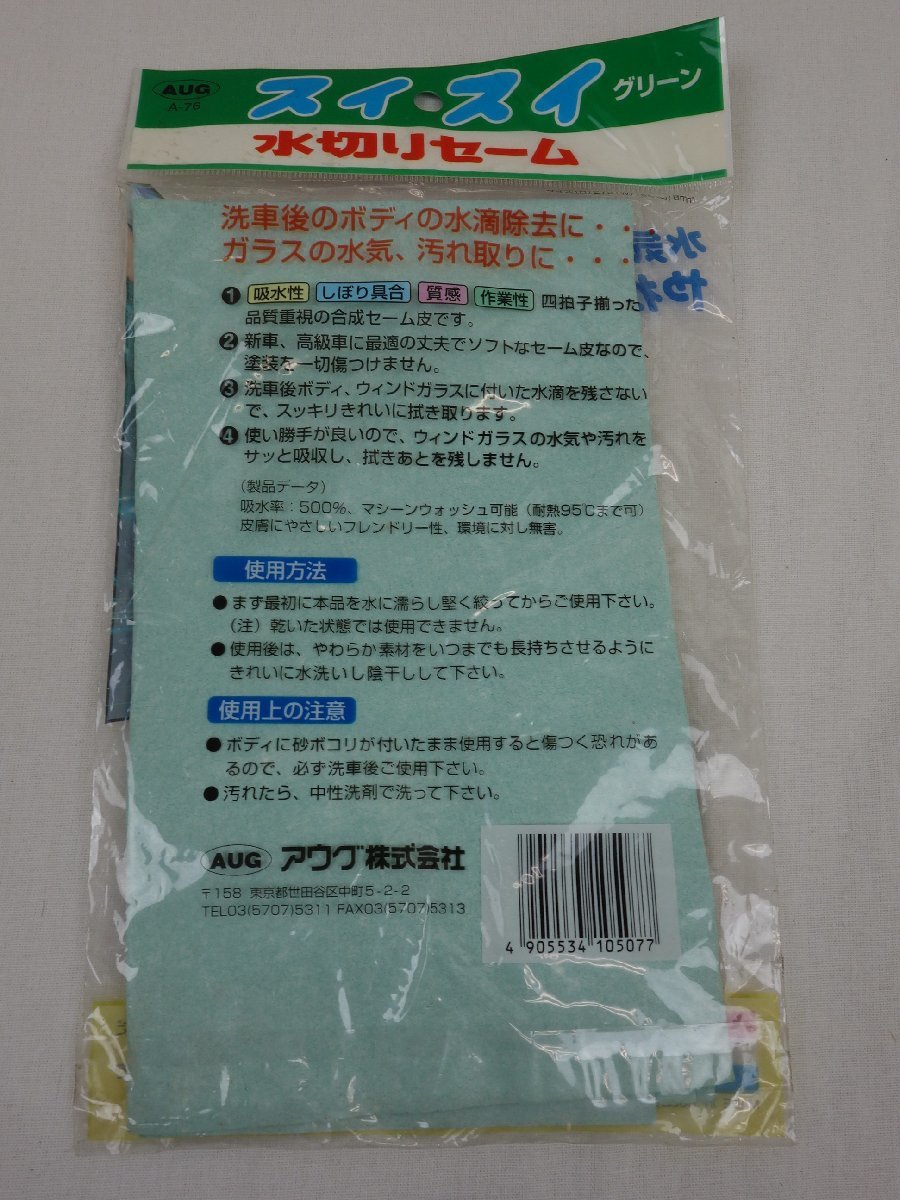 AUG
A-76
スイ・スイ グリーン
水切りセーム
洗車後のボディの水滴除去に・・・
ガラスの水気、汚れ取りに・・・・
❶ 吸水性 しぼり具合 質感 作業性 四拍子揃った
品質重視の合成セーム皮です。
❷ 新車、高級車に最適の丈夫でソフトなセーム皮なので、
塗装を一切傷つけません。
❸ 洗車後ボディ、ウィンドガラスに付いた水滴を残さない
で、スッキリきれいに拭き取ります。
❹ 使い勝手が良いので、ウィンドガラスの水気や汚れを
サッと吸収し、拭きあとを残しません。
(製品データ)
吸水率：500%、マシーンウォッシュ可能（耐熱95℃まで可）
皮膚にやさしいフレンドリー性、環境に対し無害。
使用方法
●まず最初に本品を水に濡らし堅く絞ってからご使用下さい。
(注) 乾いた状態では使用できません。
●使用後は、やわらか素材をいつまでも長持ちさせるように
きれいに水洗いし陰干しして下さい。
使用上の注意
●ボディに砂ボコリが付いたまま使用すると傷つく恐れがあ
るので、必ず洗車後ご使用下さい。
●汚れたら、中性洗剤で洗って下さい。
AUG アウグ株式会社
〒158 東京都世田谷区中町5-2-2
TEL03(5707)5311 FAX03(5707)5313
4 905534 105077
水気